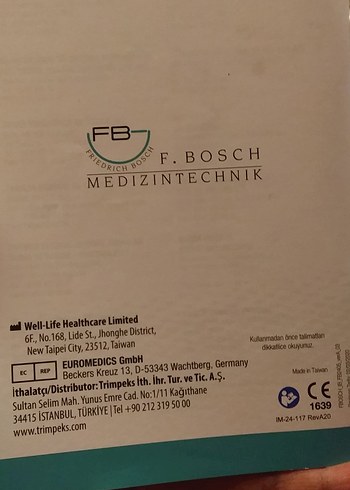 FB
FRIEDRICH BOSCH
F. BOSCH
MEDIZINTECHNIK
Well-Life Healthcare Limited
6F., No.168, Lide St., Jhonghe District,
New Taipei City, 23512, Taiwan
EC REP
EUROMEDICS GmbH
Beckers Kreuz 13, D-53343 Wachtberg, Germany
İthalatçı/Distributor: Trimpeks İth. İhr. Tur. ve Tic. A.Ş.
Sultan Selim Mah. Yunus Emre Cad. No:1/11 Kağıthane
34415 İSTANBUL, TÜRKİYE | Tel +90 212 319 50 00
www.trimpeks.com
Kullanmadan önce talimatları
dikkatlice okuyunuz.
Made in Taiwan
CE
1639
IM-24-117 RevA20